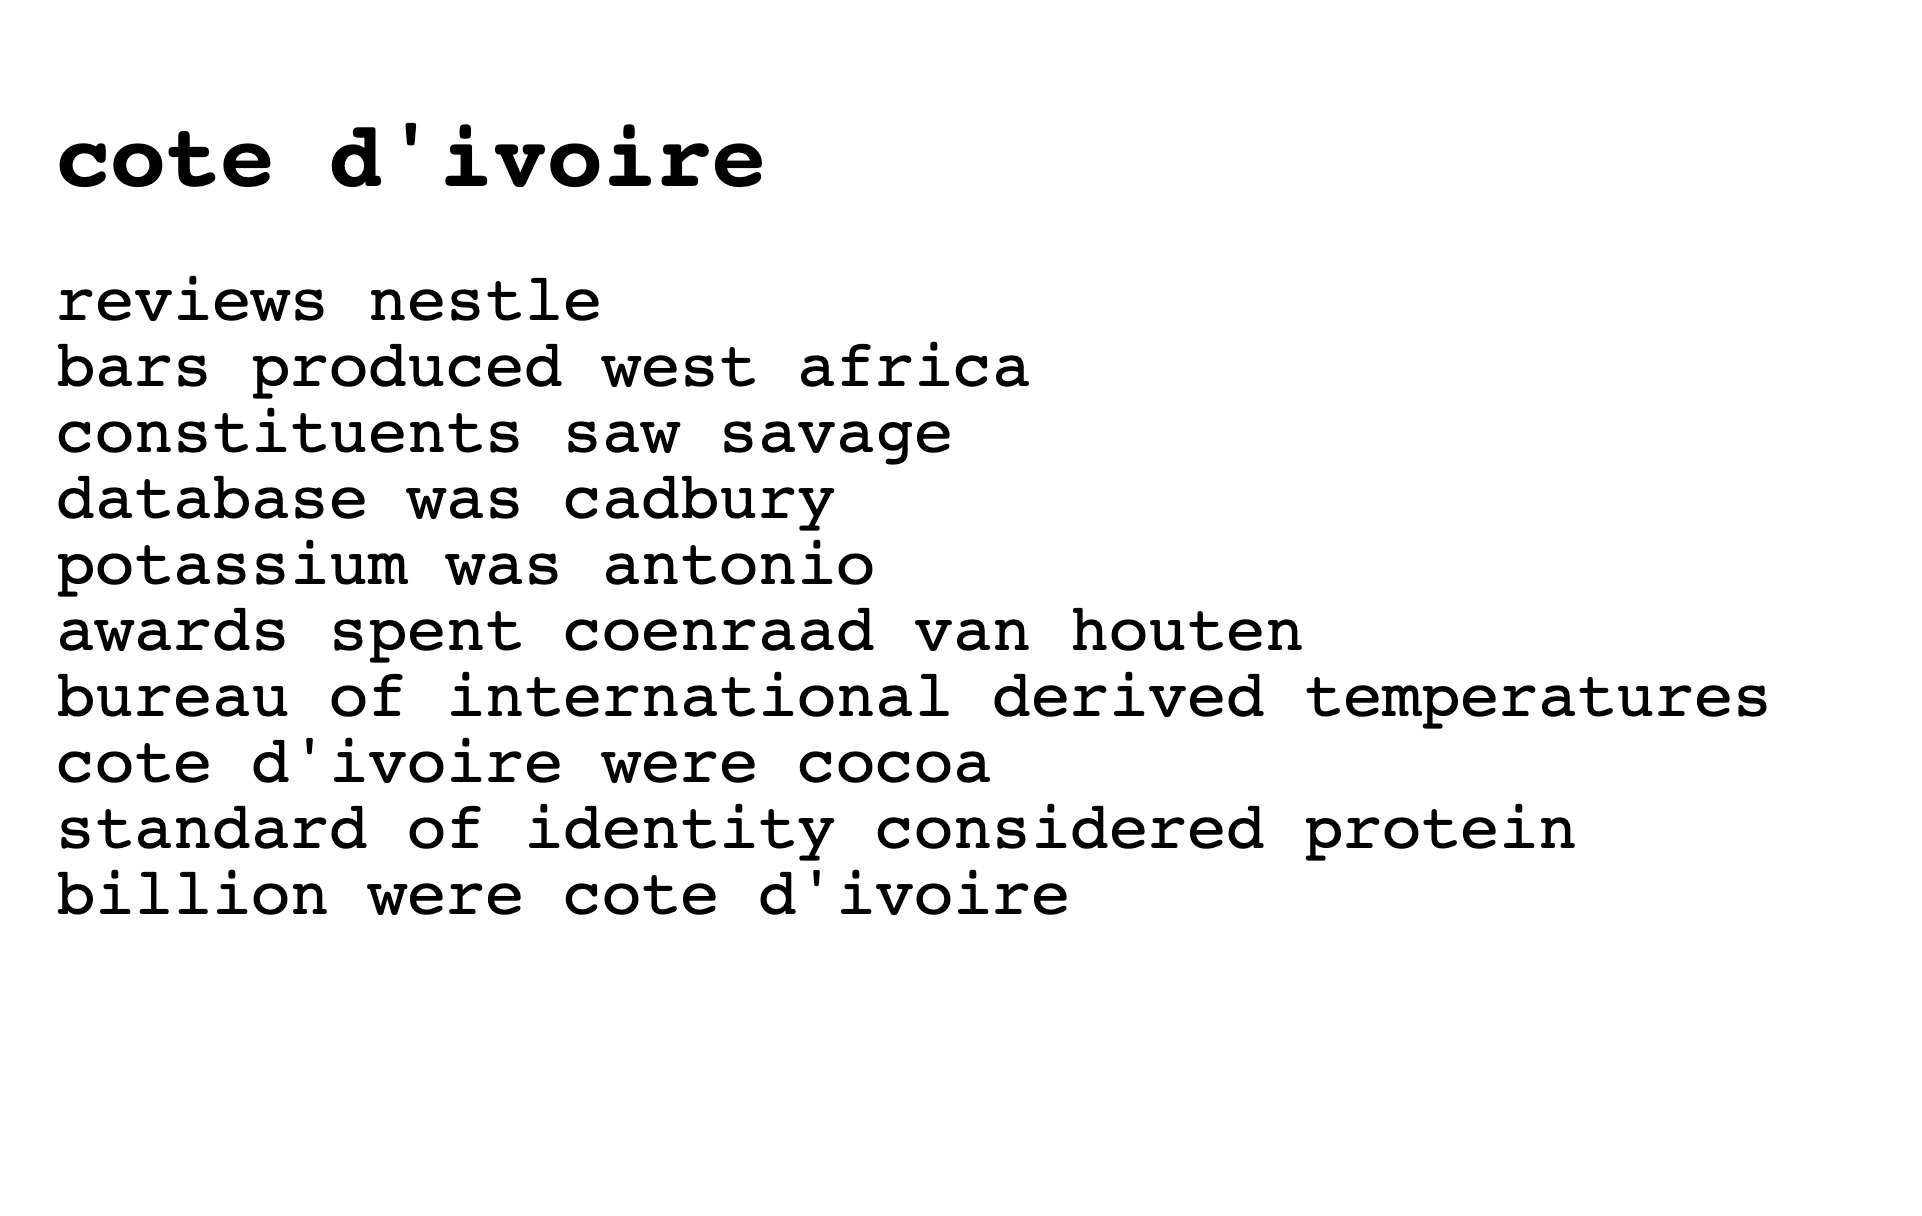 cote d'ivoire
reviews nestle
bars produced west africa
constituents saw savage
database was cadbury
potassium was antonio
awards spent coenraad van houten
bureau of international derived temperatures
cote d'ivoire were cocoa
standard of identity considered protein
billion were cote d'ivoire